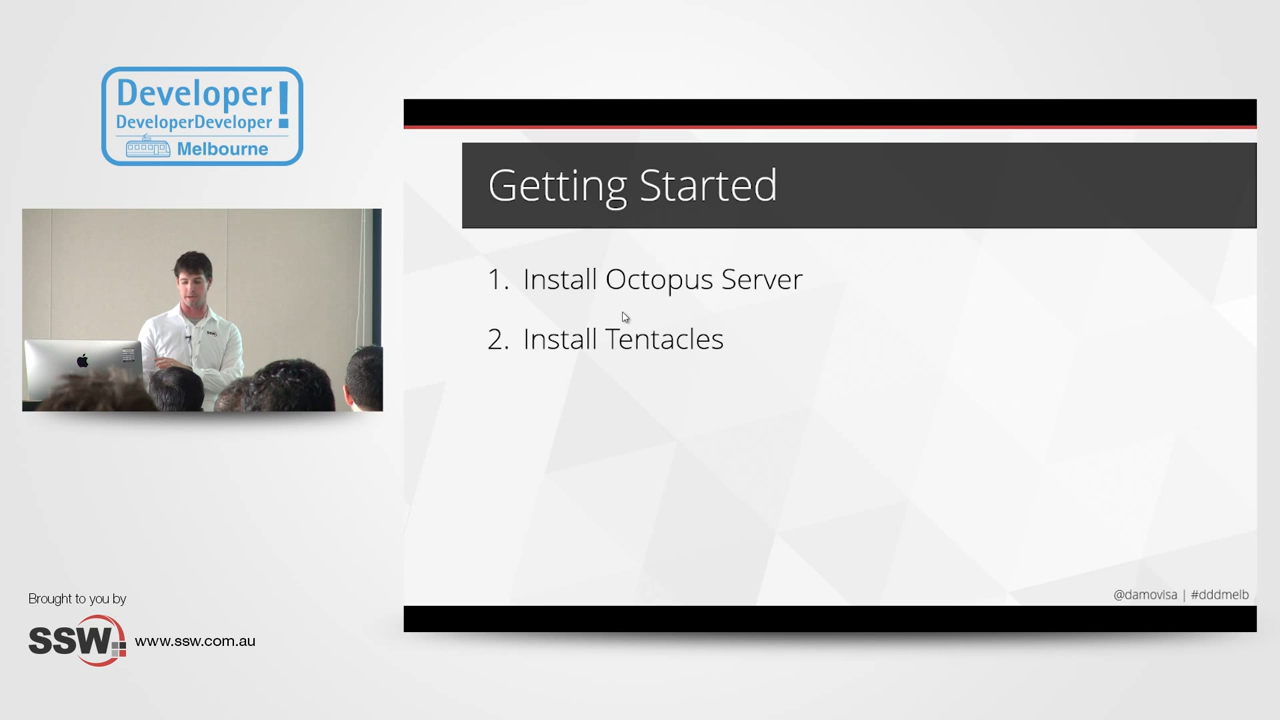 Developer!
DeveloperDeveloper
Melbourne
Getting Started
1. Install Octopus Server
2. Install Tentacles
@damovisa | #dddmelb
Brought to you by
SSW
www.ssw.com.au